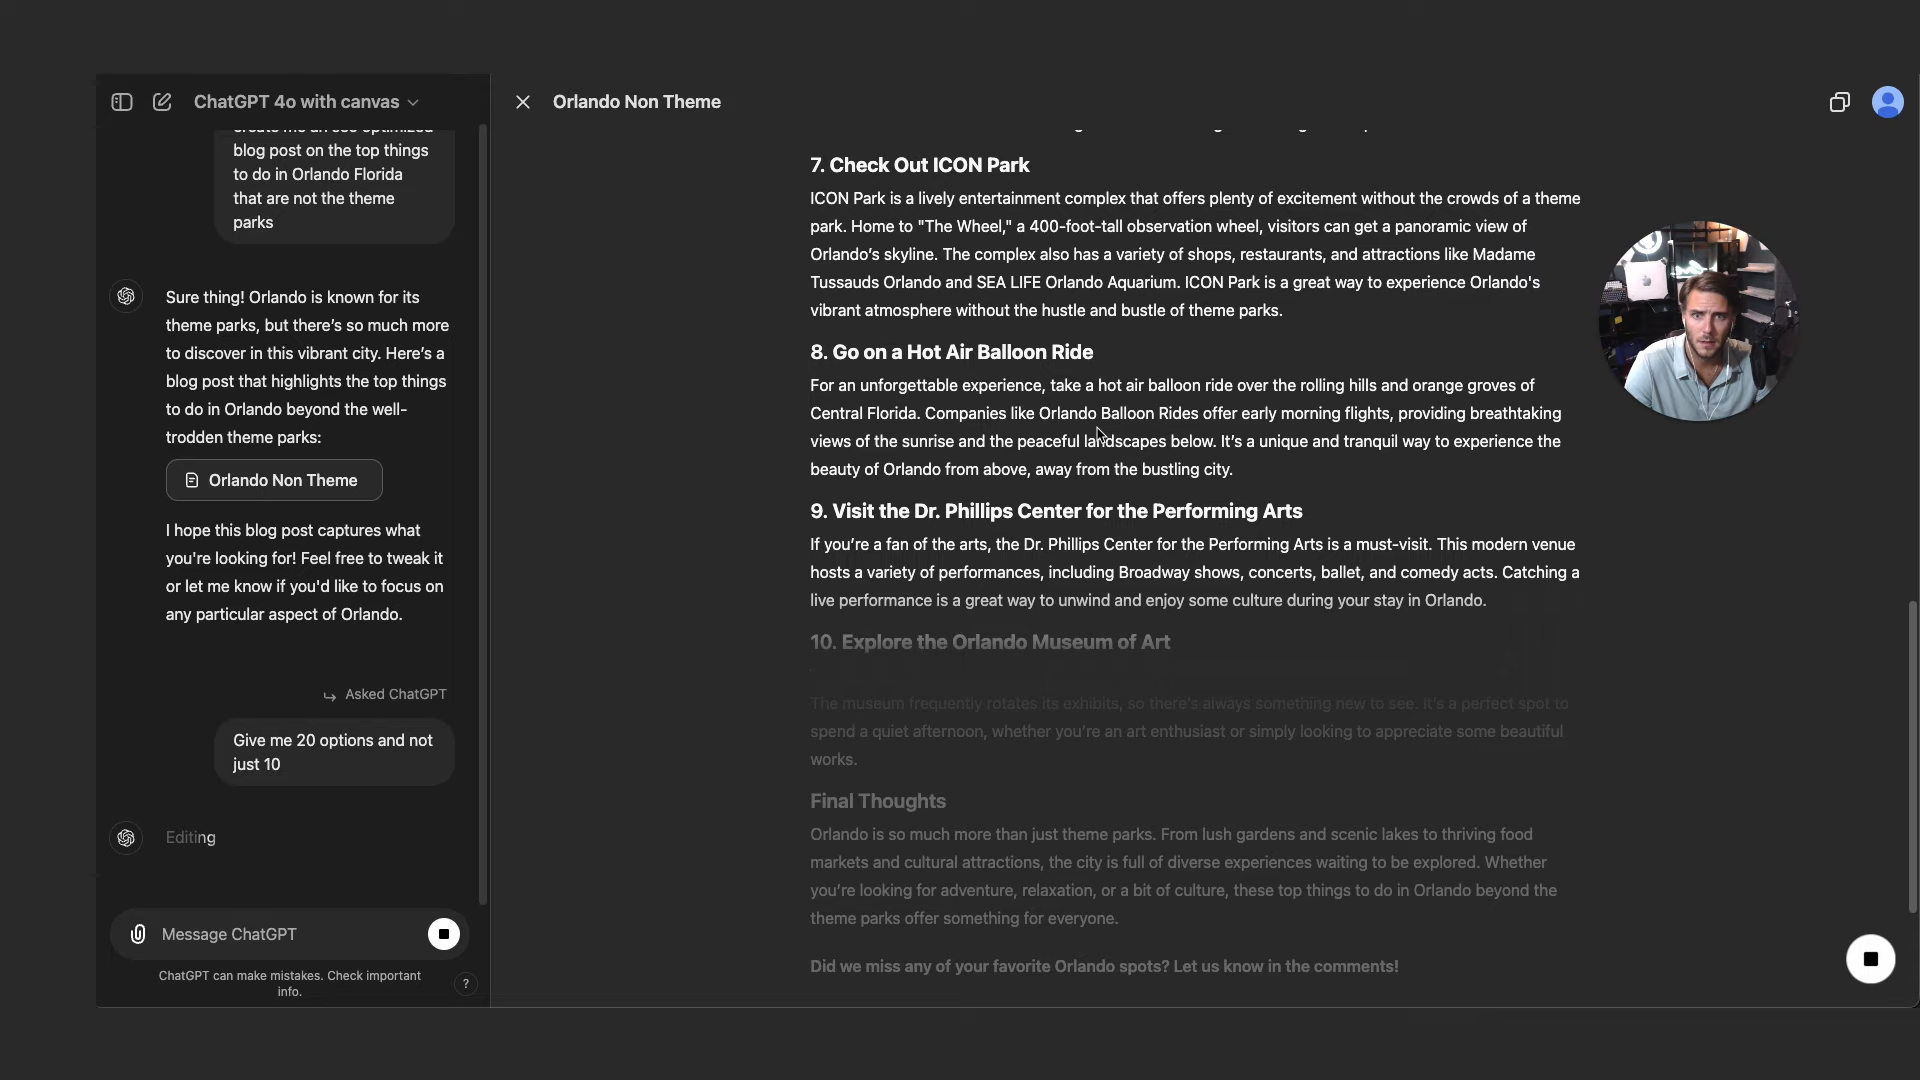 ChatGPT 4o with canvas
blog post on the top things
to do in Orlando Florida
that are not the theme
parks
Sure thing! Orlando is known for its
theme parks, but there's so much more
to discover in this vibrant city. Here's a
blog post that highlights the top things
to do in Orlando beyond the well-
trodden theme parks:
Orlando Non Theme
I hope this blog post captures what
you're looking for! Feel free to tweak it
or let me know if you'd like to focus on
any particular aspect of Orlando.
Asked ChatGPT
Give me 20 options and not
just 10
Editing
Message ChatGPT
ChatGPT can make mistakes. Check important
info.
?
Orlando Non Theme
7. Check Out ICON Park
ICON Park is a lively entertainment complex that offers plenty of excitement without the crowds of a theme
park. Home to "The Wheel," a 400-foot-tall observation wheel, visitors can get a panoramic view of
Orlando's skyline. The complex also has a variety of shops, restaurants, and attractions like Madame
Tussauds Orlando and SEA LIFE Orlando Aquarium. ICON Park is a great way to experience Orlando's
vibrant atmosphere without the hustle and bustle of theme parks.
8. Go on a Hot Air Balloon Ride
For an unforgettable experience, take a hot air balloon ride over the rolling hills and orange groves of
Central Florida. Companies like Orlando Balloon Rides offer early morning flights, providing breathtaking
views of the sunrise and the peaceful landscapes below. It's a unique and tranquil way to experience the
beauty of Orlando from above, away from the bustling city.
9. Visit the Dr. Phillips Center for the Performing Arts
If you're a fan of the arts, the Dr. Phillips Center for the Performing Arts is a must-visit. This modern venue
hosts a variety of performances, including Broadway shows, concerts, ballet, and comedy acts. Catching a
live performance is a great way to unwind and enjoy some culture during your stay in Orlando.
10. Explore the Orlando Museum of Art
The museum frequently rotates its exhibits, so there's always something new to see. It's a perfect spot to
spend a quiet afternoon, whether you're an art enthusiast or simply looking to appreciate some beautiful
works.
Final Thoughts
Orlando is so much more than just theme parks. From lush gardens and scenic lakes to thriving food
markets and cultural attractions, the city is full of diverse experiences waiting to be explored. Whether
you're looking for adventure, relaxation, or a bit of culture, these top things to do in Orlando beyond the
theme parks offer something for everyone.
Did we miss any of your favorite Orlando spots? Let us know in the comments!